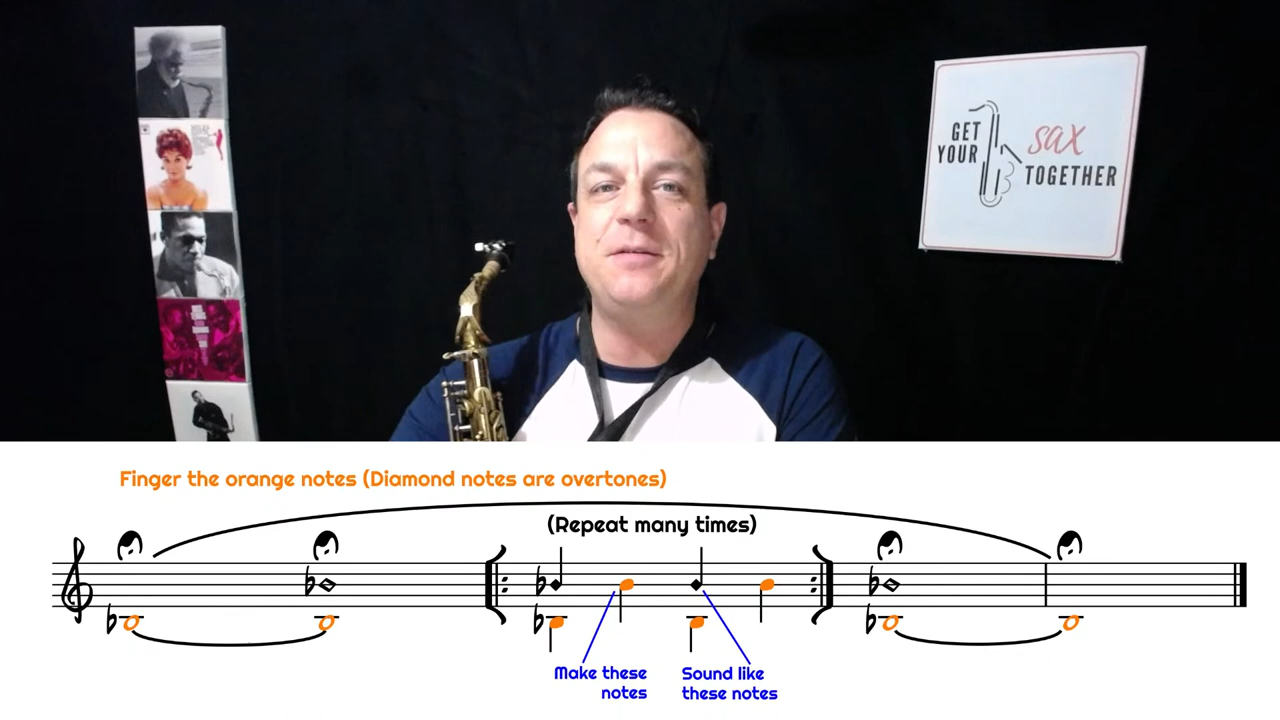 GET
YOUR
sax
TOGETHER
Finger the orange notes (Diamond notes are overtones)
(Repeat many times)
Make these
notes
Sound like
these notes